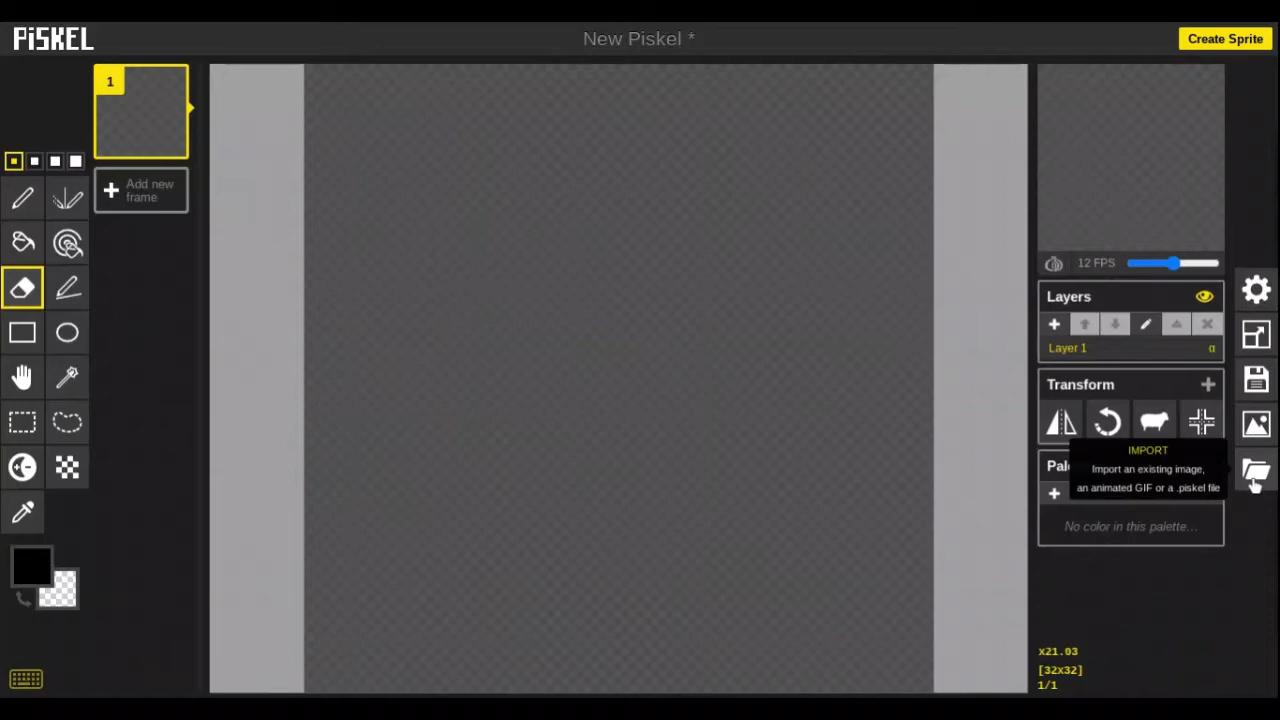 PiSKEL
New Piskel *
Create Sprite
1
Add new
frame
12 FPS
Layers
Layer 1
α
Transform
IMPORT
Import an existing image,
an animated GIF or a .piskel file
Pal
No color in this palette…
x21.03
[32x32]
1/1